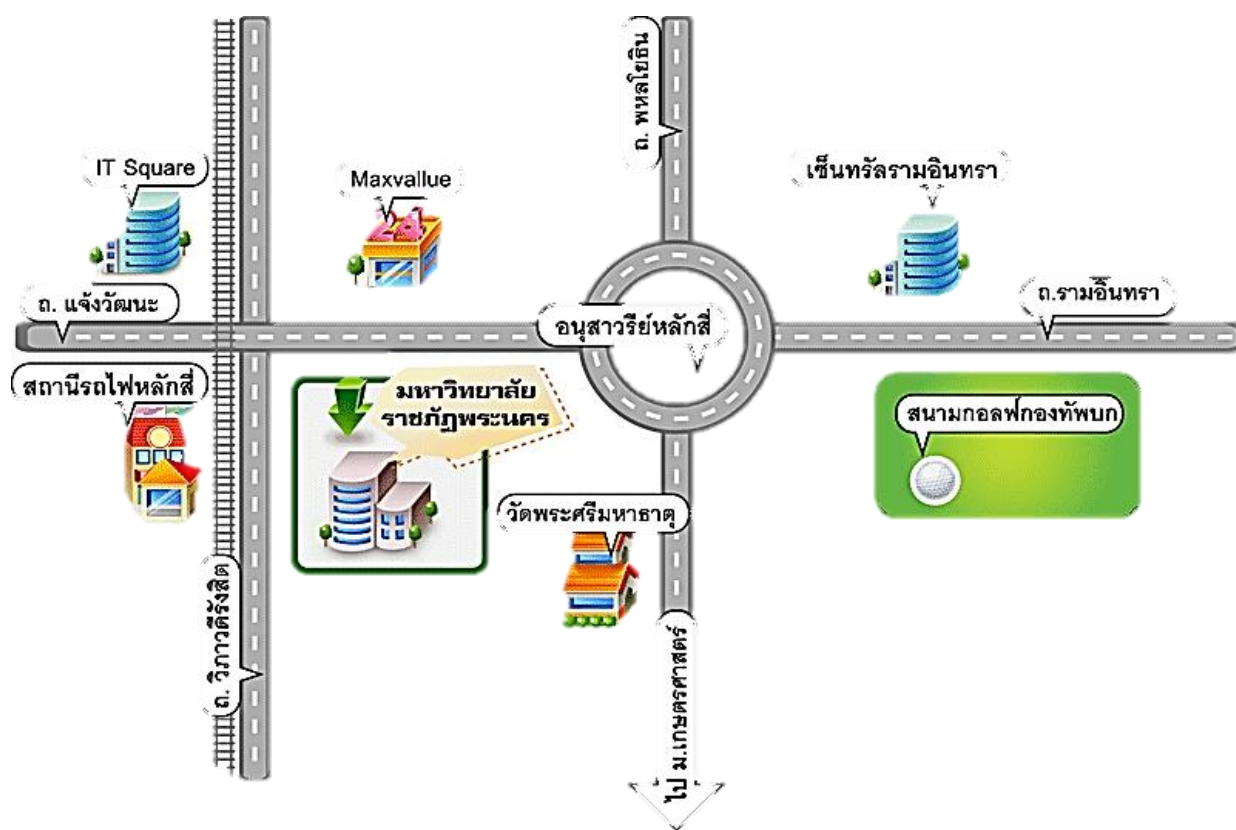 ถ. พหลโยธิน
IT Square
Maxvallue
เซ็นทรัลรามอินทรา
24
ถ. แจ้งวัฒนะ
ถ.รามอินทรา
อนุสาวรีย์หลักสี่
สถานีรถไฟหลักสี่
มหาวิทยาลัย
ราชภัฏพระนคร
สนามกอลฟกองทัพบก
วัดพระศรีมหาธาตุ
ถ. วิภาวดีรังสิต
ไป ม.เกษตรศาสตร์